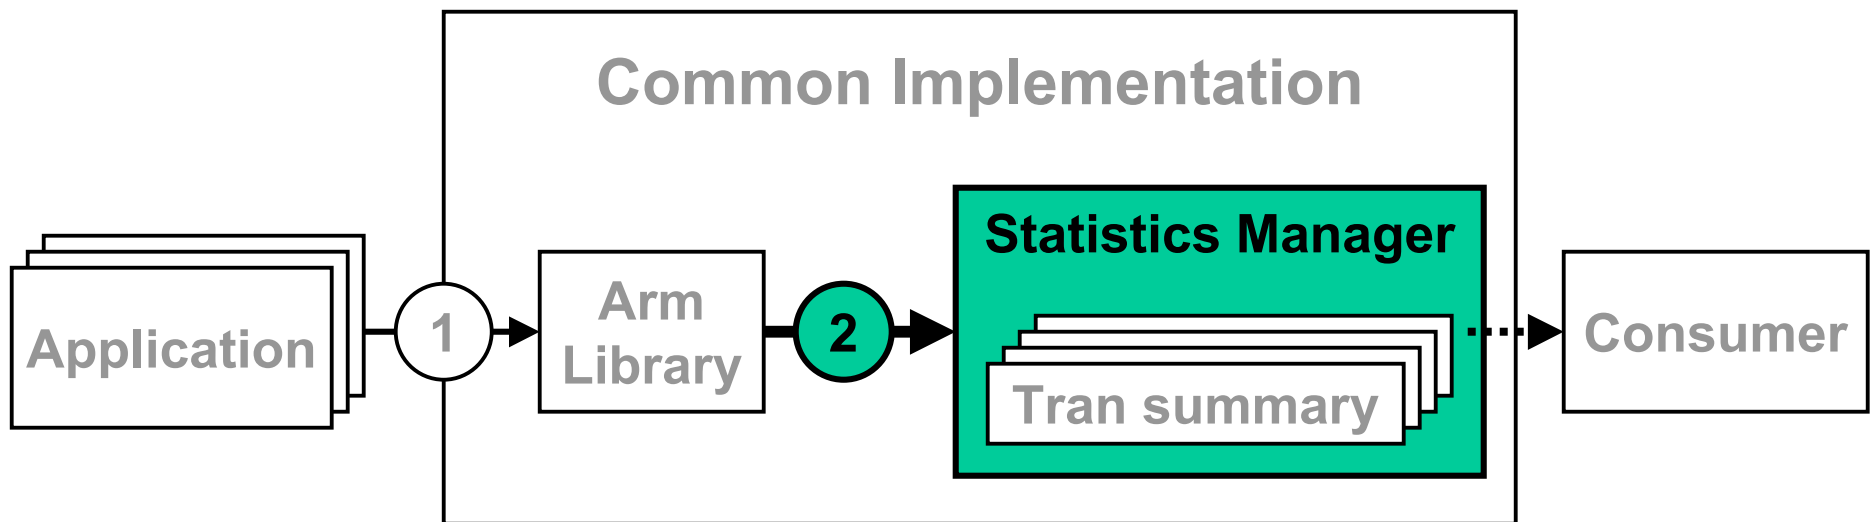 Common Implementation
Application
1
Arm
Library
2
Statistics Manager
Tran summary
Consumer